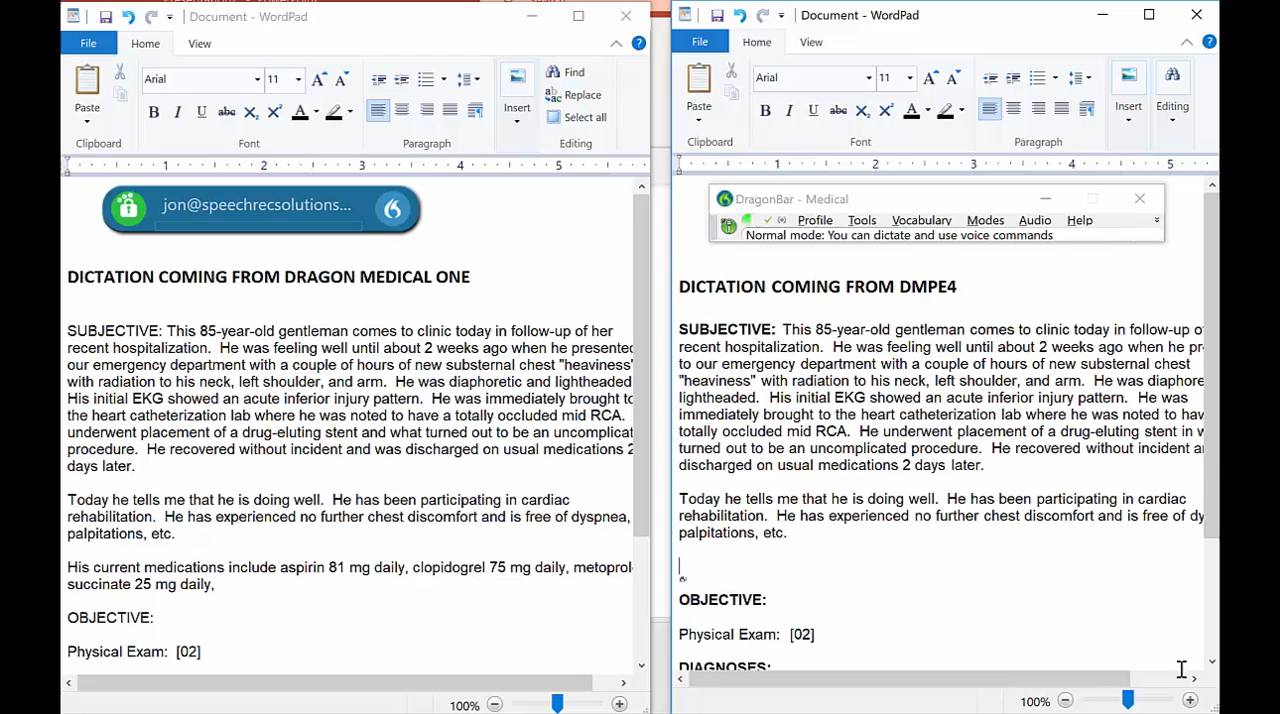 Document - WordPad
File
Home
View
Arial
11
Paste
Clipboard
Font
Paragraph
Insert
Find
Replace
Select all
Editing
1
2
3
4
5
jon@speechrecsolutions...
DICTATION COMING FROM DRAGON MEDICAL ONE
SUBJECTIVE: This 85-year-old gentleman comes to clinic today in follow-up of her
recent hospitalization. He was feeling well until about 2 weeks ago when he presented
our emergency department with a couple of hours of new substernal chest "heaviness"
with radiation to his neck, left shoulder, and arm. He was diaphoretic and lightheaded
His initial EKG showed an acute inferior injury pattern. He was immediately brought to
the heart catheterization lab where he was noted to have a totally occluded mid RCA.
underwent placement of a drug-eluting stent and what turned out to be an uncomplicat
procedure. He recovered without incident and was discharged on usual medications 2
days later.
Today he tells me that he is doing well. He has been participating in cardiac
rehabilitation. He has experienced no further chest discomfort and is free of dyspnea,
palpitations, etc.
His current medications include aspirin 81 mg daily, clopidogrel 75 mg daily, metoprol
succinate 25 mg daily,
OBJECTIVE:
Physical Exam: [02]
100%
Document - WordPad
File
Home
View
Arial
11
Paste
Clipboard
Font
Paragraph
Insert
Editing
1
2
3
4
5
DragonBar - Medical
Profile Tools Vocabulary Modes Audio Help
Normal mode: You can dictate and use voice commands
DICTATION COMING FROM DMPE4
SUBJECTIVE: This 85-year-old gentleman comes to clinic today in follow-up o
recent hospitalization. He was feeling well until about 2 weeks ago when he pr
to our emergency department with a couple of hours of new substernal chest
"heaviness" with radiation to his neck, left shoulder, and arm. He was diaphore
lightheaded. His initial EKG showed an acute inferior injury pattern. He was
immediately brought to the heart catheterization lab where he was noted to hav
totally occluded mid RCA. He underwent placement of a drug-eluting stent in w
turned out to be an uncomplicated procedure. He recovered without incident a
discharged on usual medications 2 days later.
Today he tells me that he is doing well. He has been participating in cardiac
rehabilitation. He has experienced no further chest discomfort and is free of dy
palpitations, etc.
OBJECTIVE:
Physical Exam: [02]
DIAGNOSES:
100%